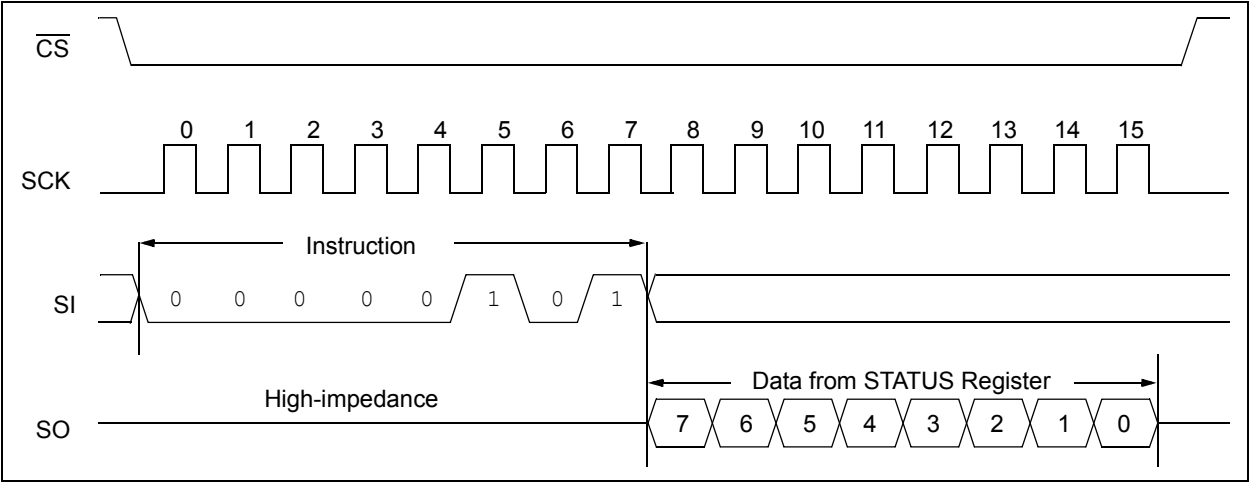 CS
0 1 2 3 4 5 6 7 8 9 10 11 12 13 14 15
SCK
Instruction
SI 0 0 0 0 0 1 0 1
Data from STATUS Register
High-impedance
SO 7 6 5 4 3 2 1 0